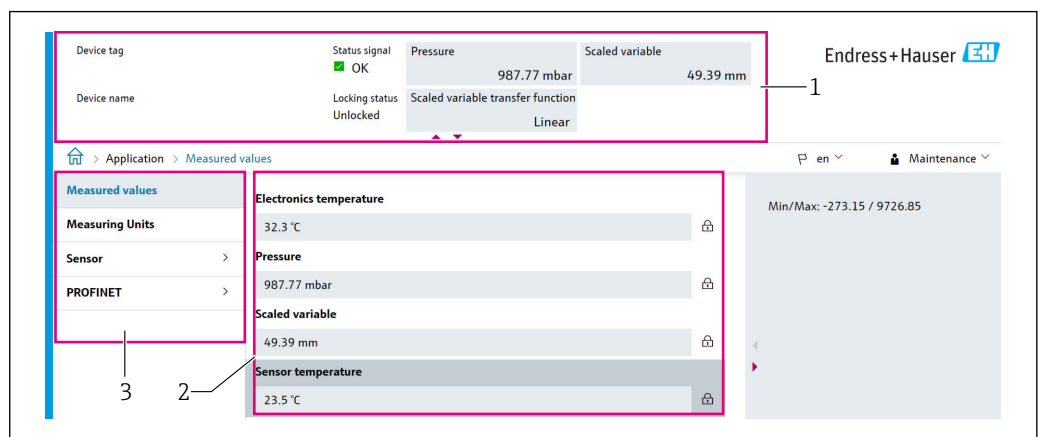 Device tag
Status signal
OK
Pressure
987.77 mbar
Scaled variable
49.39 mm
Endress+Hauser EH
1
Device name
Locking status
Unlocked
Scaled variable transfer function
Linear
> Application > Measured values
en
Maintenance
Measured values
Measuring Units
Sensor >
PROFINET >
3
2
Electronics temperature
32.3 °C
Pressure
987.77 mbar
Scaled variable
49.39 mm
Sensor temperature
23.5 °C
Min/Max: -273.15 / 9726.85